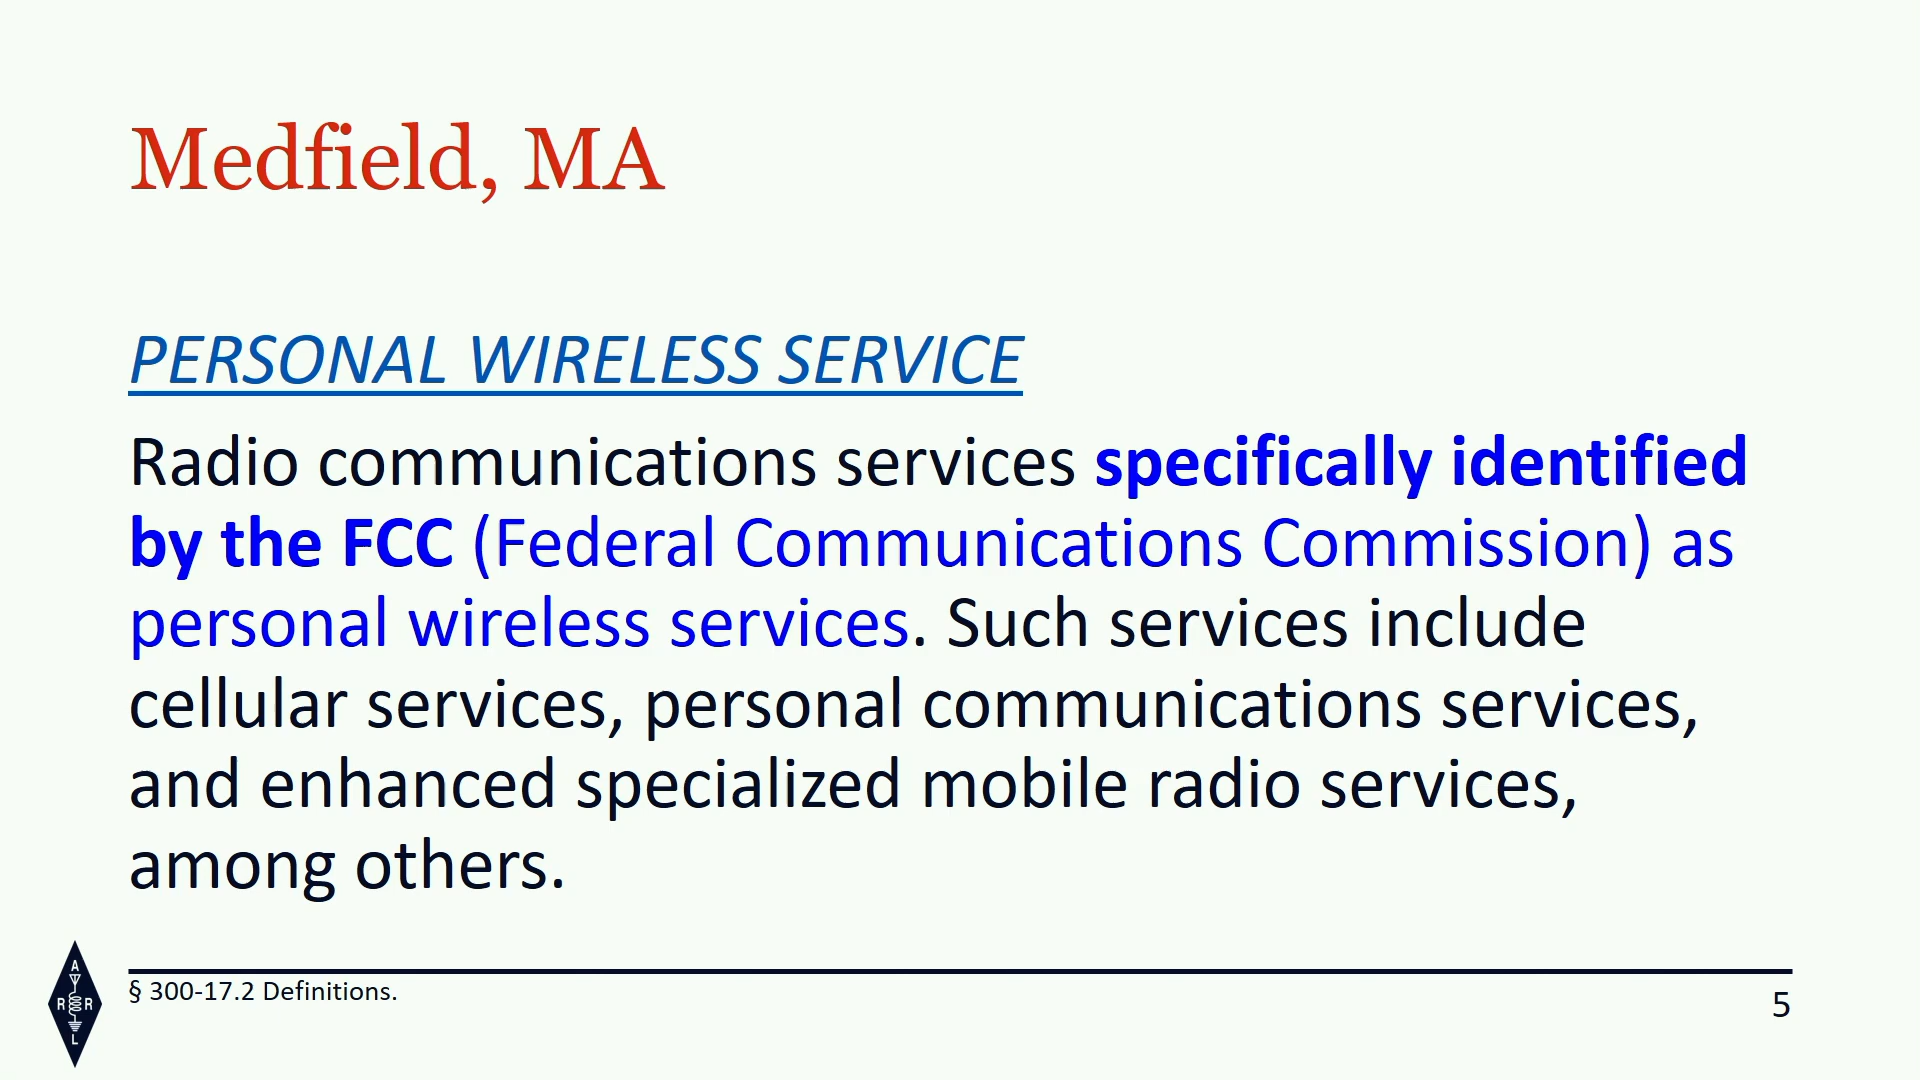 Medfield, MA
PERSONAL WIRELESS SERVICE
Radio communications services specifically identified
by the FCC (Federal Communications Commission) as
personal wireless services. Such services include
cellular services, personal communications services,
and enhanced specialized mobile radio services,
among others.
A
R R
L
§ 300-17.2 Definitions.
5